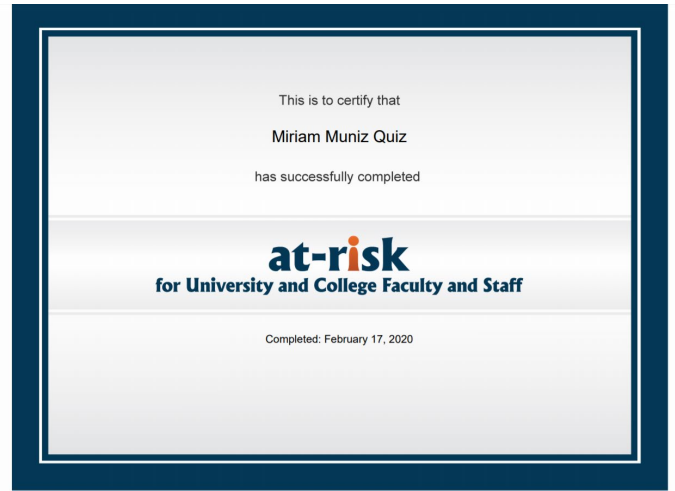 This is to certify that
Miriam Muniz Quiz
has successfully completed
at-risk
for University and College Faculty and Staff
Completed: February 17, 2020